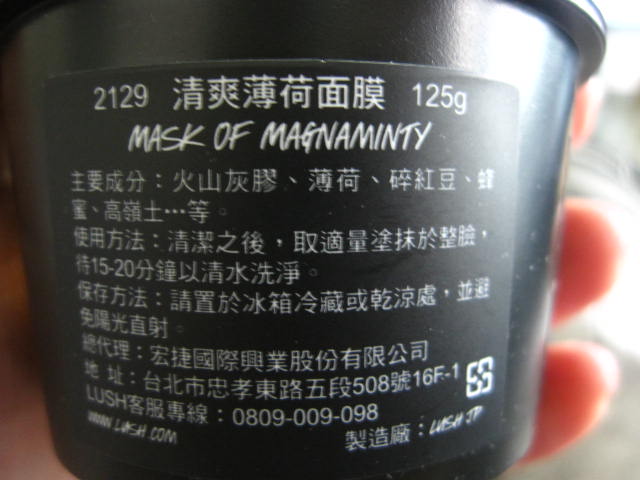 2129 清爽薄荷面膜 125g
MASK OF MAGNAMINTY
主要成分：火山灰膠、薄荷、碎紅豆、蜂
蜜、高嶺土…等。
使用方法：清潔之後，取適量塗抹於整臉，
待15-20分鐘以清水洗淨。
保存方法：請置於冰箱冷藏或乾涼處，並避
免陽光直射。
總代理：宏捷國際興業股份有限公司
地 址：台北市忠孝東路五段508號16F-1
LUSH客服專線：0809-009-098
WWW.LUSH.COM 製造廠：LUSH JP